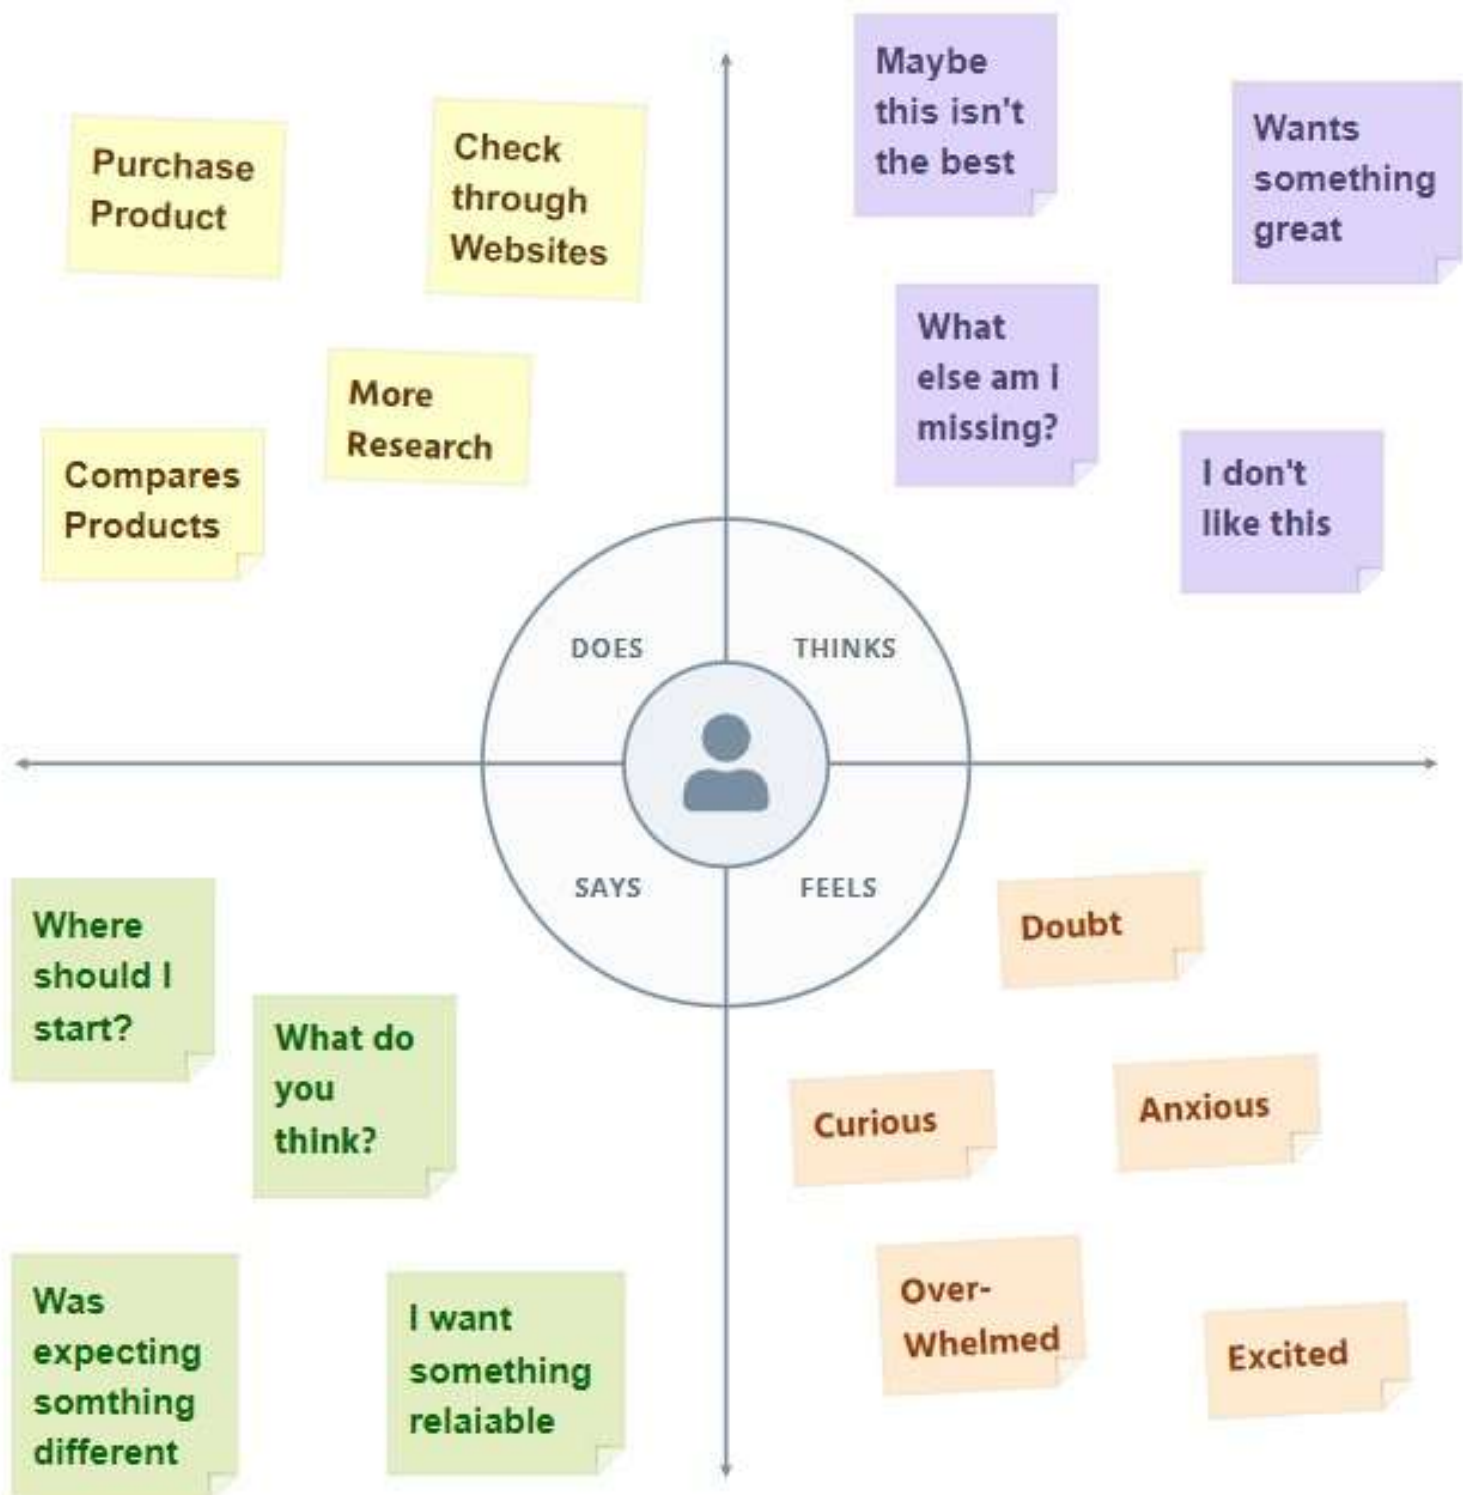 Purchase
Product
Check
through
Websites
More
Research
Compares
Products
Maybe
this isn't
the best
Wants
something
great
What
else am I
missing?
I don't
like this
DOES
THINKS
SAYS
FEELS
Where
should I
start?
What do
you
think?
Was
expecting
somthing
different
I want
something
relaiable
Doubt
Curious
Anxious
Over-
Whelmed
Excited